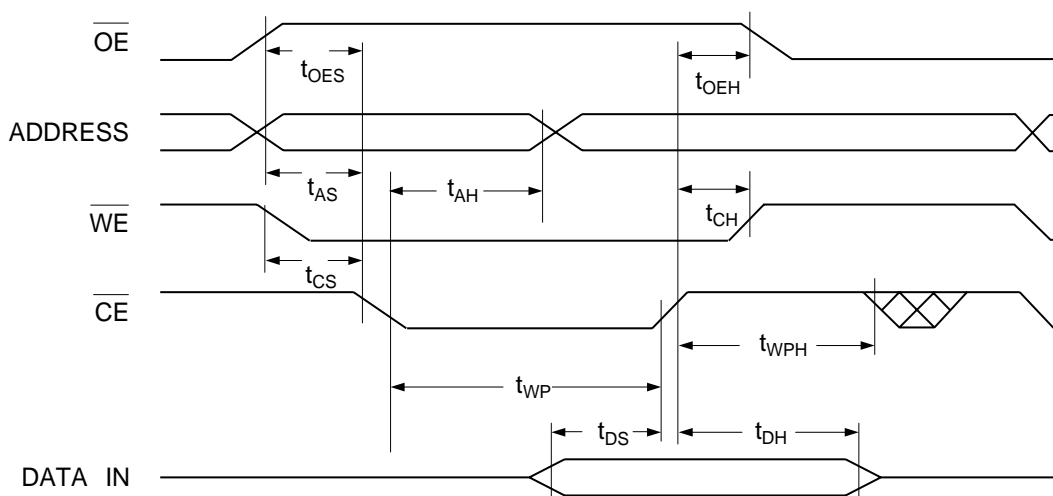 OE
tOES
tOEH
ADDRESS
tAS
tAH
tCH
WE
tCS
CE
tWPH
tWP
tDS
tDH
DATA IN